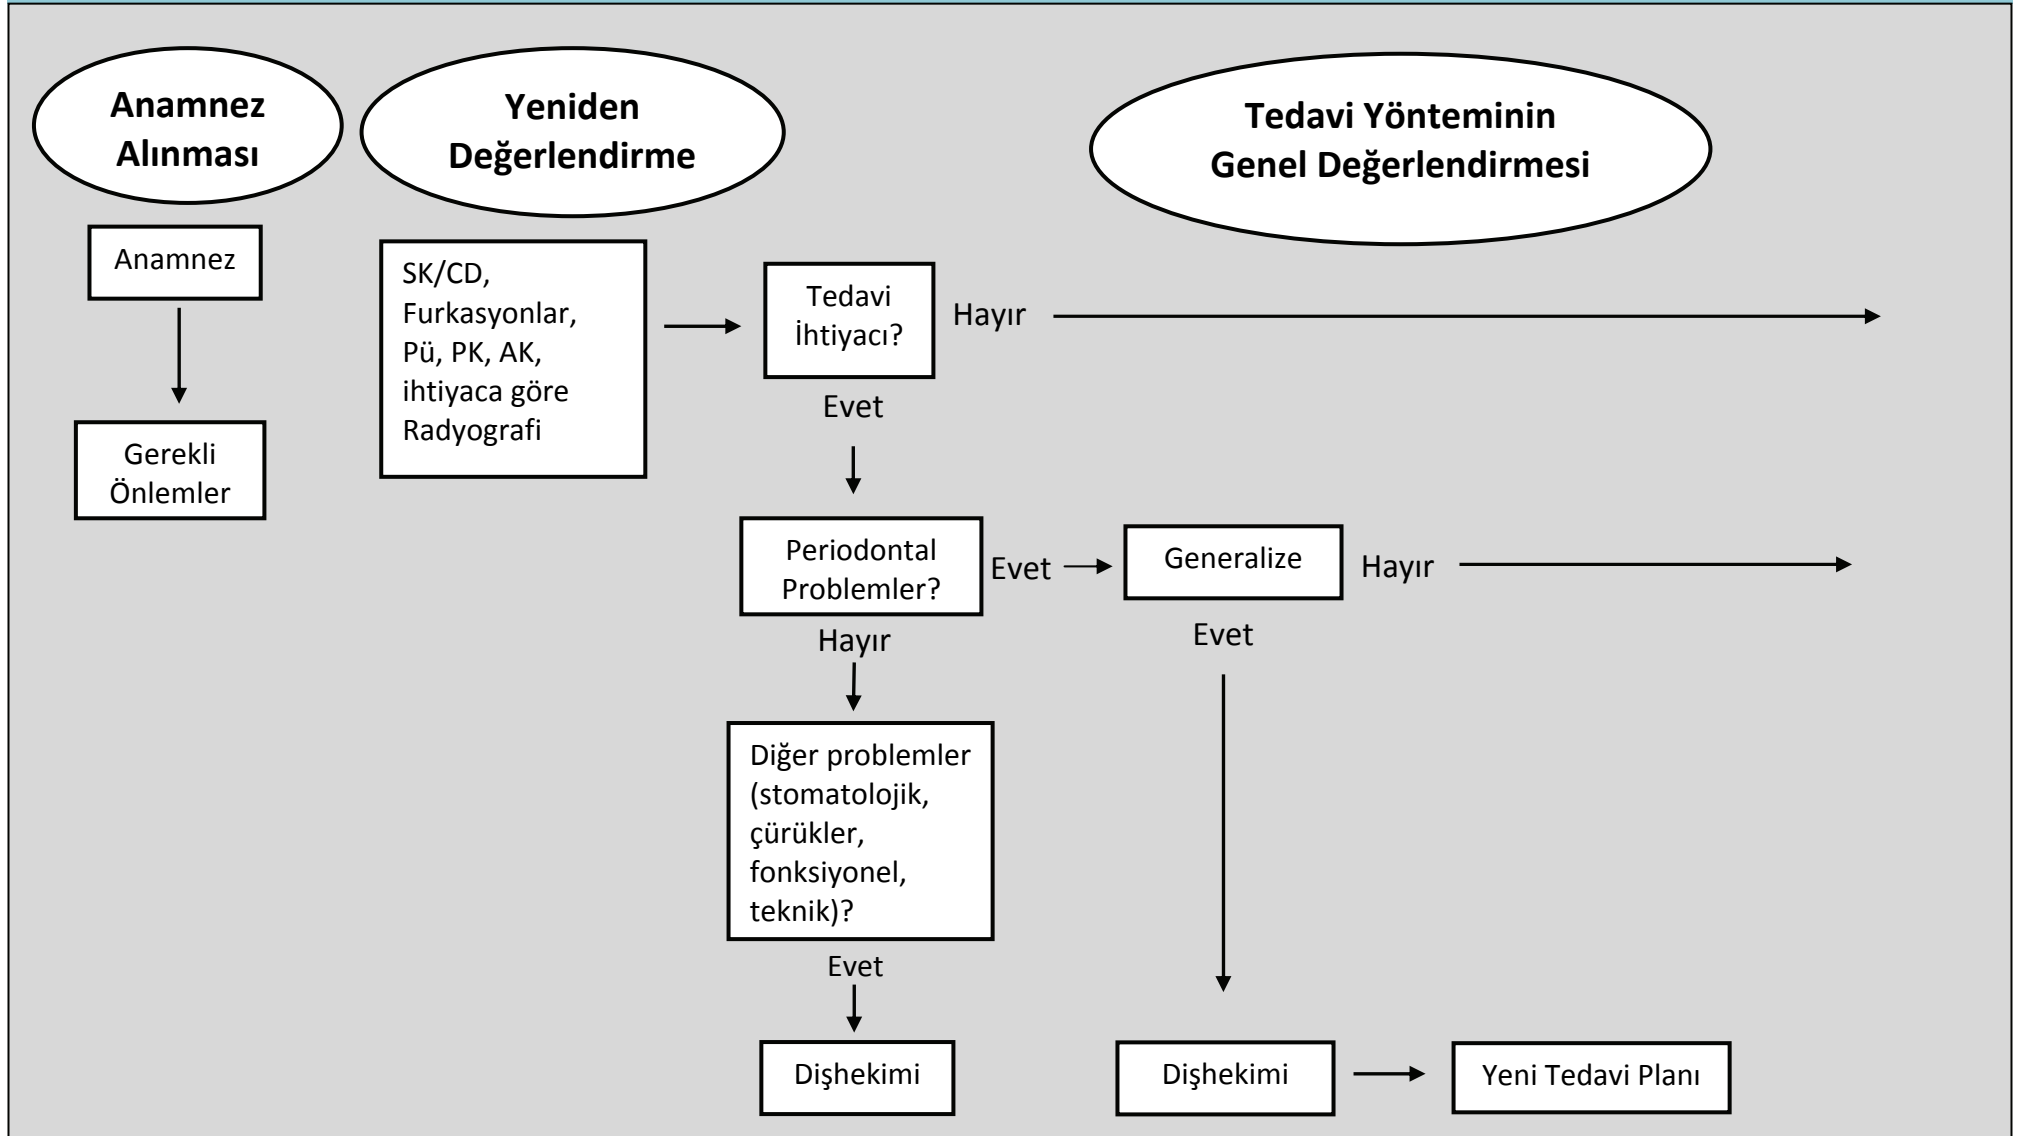 Anamnez
Alınması
Yeniden
Değerlendirme
Tedavi Yönteminin
Genel Değerlendirmesi
Anamnez
Gerekli
Önlemler
SK/CD,
Furkasyonlar,
Pü, PK, AK,
ihtiyaca göre
Radyografi
Tedavi
İhtiyacı?
Hayır
Evet
Periodontal
Problemler?
Evet
Generalize
Hayır
Hayır
Evet
Diğer problemler
(stomatolojik,
çürükler,
fonksiyonel,
teknik)?
Evet
Dişhekimi
Dişhekimi
Yeni Tedavi Planı